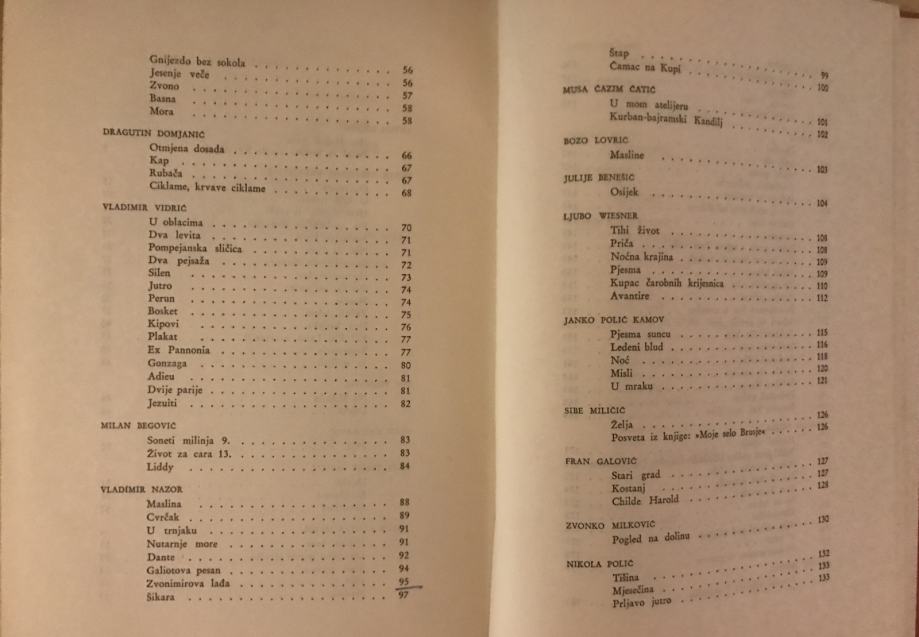 Gnijezdo bez sokola . . . . . . . . . . . . 56
Jesenje veče . . . . . . . . . . . . 56
Zvono . . . . . . . . . . . . 57
Basna . . . . . . . . . . . . 58
Mora . . . . . . . . . . . . 58
DRAGUTIN DOMJANIĆ
Otmjena dosada . . . . . . . . . . . . 66
Kap . . . . . . . . . . . . 67
Rubača . . . . . . . . . . . . 67
Ciklame, krvave ciklame . . . . . . . . . . . . 68
VLADIMIR VIDRIĆ
U oblacima . . . . . . . . . . . . 70
Dva levita . . . . . . . . . . . . 71
Pompejanska sličica . . . . . . . . . . . . 71
Dva pejsaža . . . . . . . . . . . . 72
Silen . . . . . . . . . . . . 73
Jutro . . . . . . . . . . . . 74
Perun . . . . . . . . . . . . 74
Bosket . . . . . . . . . . . . 75
Kipovi . . . . . . . . . . . . 76
Plakat . . . . . . . . . . . . 77
Ex Pannonia . . . . . . . . . . . . 77
Gonzaga . . . . . . . . . . . . 80
Adieu . . . . . . . . . . . . 81
Dvije parije . . . . . . . . . . . . 81
Jezuiti . . . . . . . . . . . . 82
MILAN BEGOVIĆ
Soneti milinja 9. . . . . . . . . . . . . 83
Život za cara 13. . . . . . . . . . . . . 83
Liddy . . . . . . . . . . . . 84
VLADIMIR NAZOR
Maslina . . . . . . . . . . . . 88
Cvrčak . . . . . . . . . . . . 89
U trnjaku . . . . . . . . . . . . 91
Nutarnje more . . . . . . . . . . . . 91
Dante . . . . . . . . . . . . 92
Galiotova pesan . . . . . . . . . . . . 94
Zvonimirova lađa . . . . . . . . . . . . 95
Šikara . . . . . . . . . . . . 97
Štap . . . . . . . . . . . . 99
Čamac na Kupi . . . . . . . . . . . . 100
MUSA ĆAZIM ĆATIĆ
U mom atelijeru . . . . . . . . . . . . 101
Kurban-bajramski Kandilj . . . . . . . . . . . . 102
BOZO LOVRIĆ
Masline . . . . . . . . . . . . 103
JULIJE BENEŠIĆ
Osijek . . . . . . . . . . . . 104
LJUBO WIESNER
Tihi život . . . . . . . . . . . . 108
Priča . . . . . . . . . . . . 108
Noćna krajina . . . . . . . . . . . . 109
Pjesma . . . . . . . . . . . . 109
Kupac čarobnih krijesnica . . . . . . . . . . . . 110
Avantire . . . . . . . . . . . . 112
JANKO POLIĆ KAMOV
Pjesma suncu . . . . . . . . . . . . 115
Ledeni blud . . . . . . . . . . . . 116
Noć . . . . . . . . . . . . 118
Misli . . . . . . . . . . . . 120
U mraku . . . . . . . . . . . . 121
SIBE MILIČIĆ
Želja . . . . . . . . . . . . 126
Posveta iz knjige: »Moje selo Brusje« . . . . . . 126
FRAN GALOVIĆ
Stari grad . . . . . . . . . . . . 127
Kostanj . . . . . . . . . . . . 127
Childe Harold . . . . . . . . . . . . 128
ZVONKO MILKOVIĆ
Pogled na dolinu . . . . . . . . . . . . 130
NIKOLA POLIĆ
Tišina . . . . . . . . . . . . 132
Mjesečina . . . . . . . . . . . . 133
Prljavo jutro . . . . . . . . . . . . 133